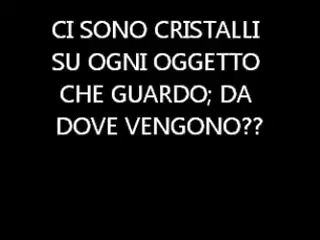 CI SONO CRISTALLI
SU OGNI OGGETTO
CHE GUARDO; DA
DOVE VENGONO??